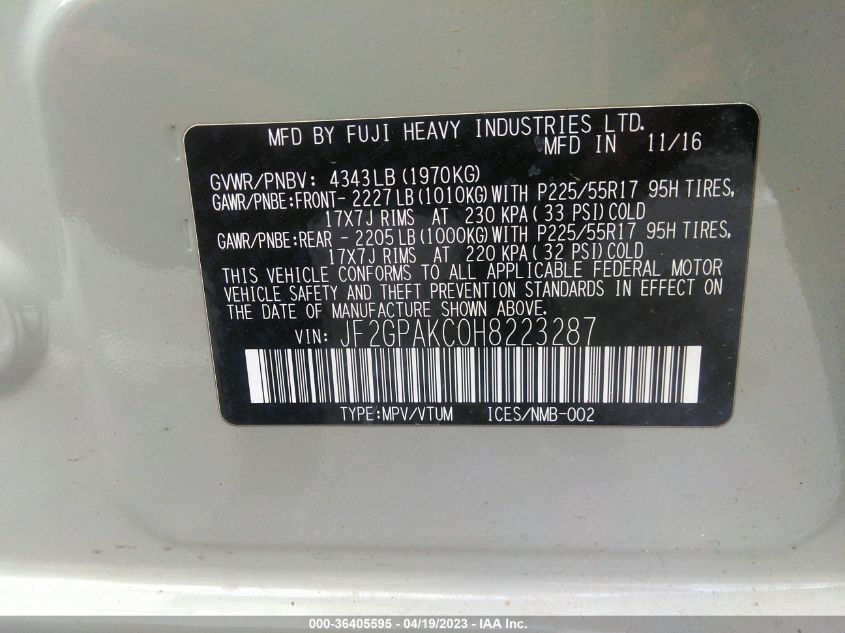 MFD BY FUJI HEAVY INDUSTRIES LTD.
MFD IN 11/16
GVWR/PNBV: 4343LB(1970KG)
GAWR/PNBE:FRONT- 2227LB(1010KG)WITH P225/55R17 95H TIRES,
17X7J RIMS AT 230 KPA( 33 PSI)COLD
GAWR/PNBE:REAR - 2205LB(1000KG)WITH P225/55R17 95H TIRES,
17X7J RIMS AT 220 KPA( 32 PSI)COLD
THIS VEHICLE CONFORMS TO ALL APPLICABLE FEDERAL MOTOR
VEHICLE SAFETY AND THEFT PREVENTION STANDARDS IN EFFECT ON
THE DATE OF MANUFACTURE SHOWN ABOVE.
VIN: JF2GPAKC0H8223287
TYPE:MPV/VTUM ICES/NMB-002
000-36405595 - 04/19/2023 - IAA Inc.